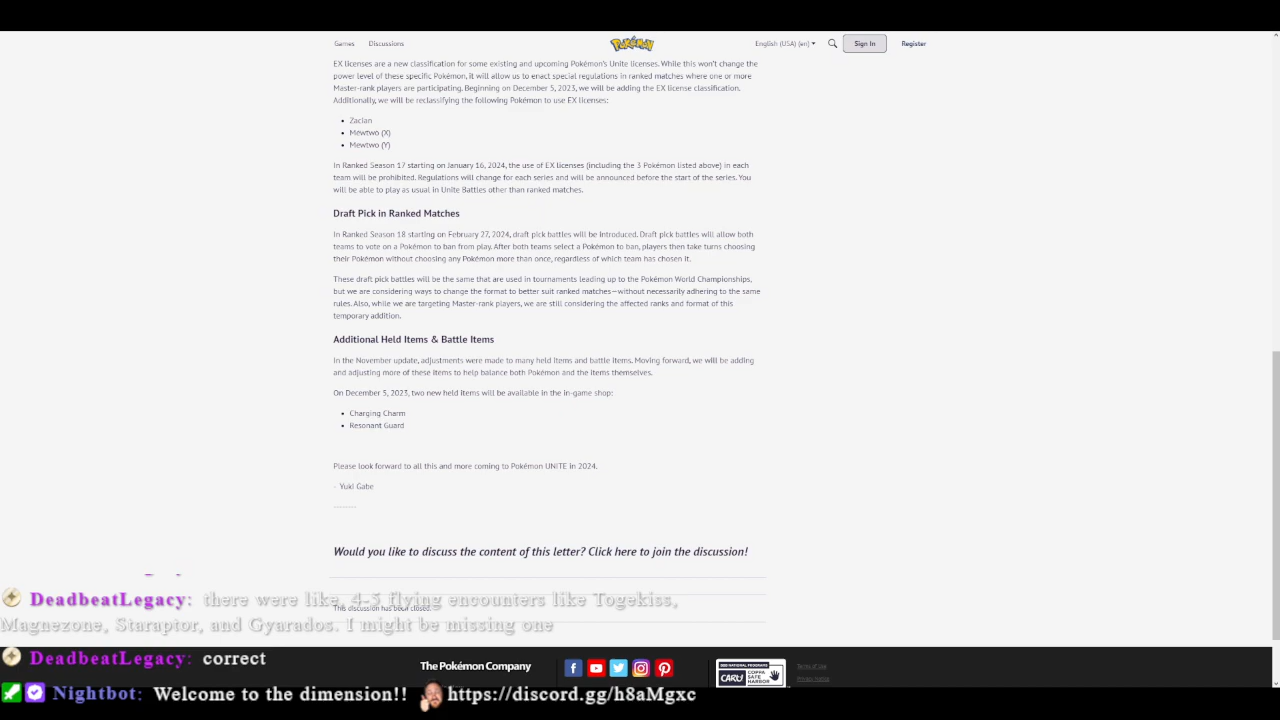 Games Discussions Pokémon English (USA) (en) Sign In Register
EX licenses are a new classification for some existing and upcoming Pokémon's Unite licenses. While this won't change the
power level of these specific Pokémon, it will allow us to enact special regulations in ranked matches where one or more
Master-rank players are participating. Beginning on December 5, 2023, we will be adding the EX license classification.
Additionally, we will be reclassifying the following Pokémon to use EX licenses:
• Zacian
• Mewtwo (X)
• Mewtwo (Y)
In Ranked Season 17 starting on January 16, 2024, the use of EX licenses (including the 3 Pokémon listed above) in each
team will be prohibited. Regulations will change for each series and will be announced before the start of the series. You
will be able to play as usual in Unite Battles other than ranked matches.
Draft Pick in Ranked Matches
In Ranked Season 18 starting on February 27, 2024, draft pick battles will be introduced. Draft pick battles will allow both
teams to vote on a Pokémon to ban from play. After both teams select a Pokémon to ban, players then take turns choosing
their Pokémon without choosing any Pokémon more than once, regardless of which team has chosen it.
These draft pick battles will be the same that are used in tournaments leading up to the Pokémon World Championships,
but we are considering ways to change the format to better suit ranked matches—without necessarily adhering to the same
rules. Also, while we are targeting Master-rank players, we are still considering the affected ranks and format of this
temporary addition.
Additional Held Items & Battle Items
In the November update, adjustments were made to many held items and battle items. Moving forward, we will be adding
and adjusting more of these items to help balance both Pokémon and the items themselves.
On December 5, 2023, two new held items will be available in the in-game shop:
• Charging Charm
• Resonant Guard
Please look forward to all this and more coming to Pokémon UNITE in 2024.
- Yuki Gabe
--------
Would you like to discuss the content of this letter? Click here to join the discussion!
DeadbeatLegacy: there were like, 4-5 flying encounters like Togekiss,
This discussion has been closed.
Magnezone, Staraptor, and Gyarados. I might be missing one
DeadbeatLegacy: correct
The Pokémon Company
CARU COPPA SAFE HARBOR
Terms of Use
Privacy Notice
Nightbot: Welcome to the dimension!! https://discord.gg/h8aMgxc